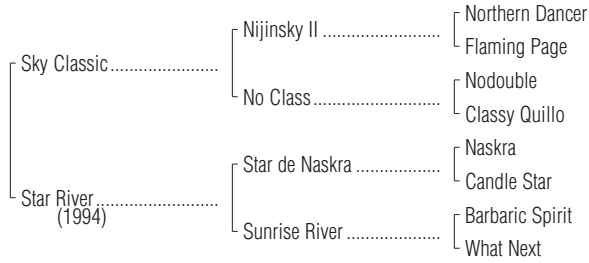 Northern Dancer
Nijinsky II
Flaming Page
Sky Classic
Nodouble
No Class
Classy Quillo
Naskra
Star de Naskra
Candle Star
Star River
(1994)
Barbaric Spirit
Sunrise River
What Next